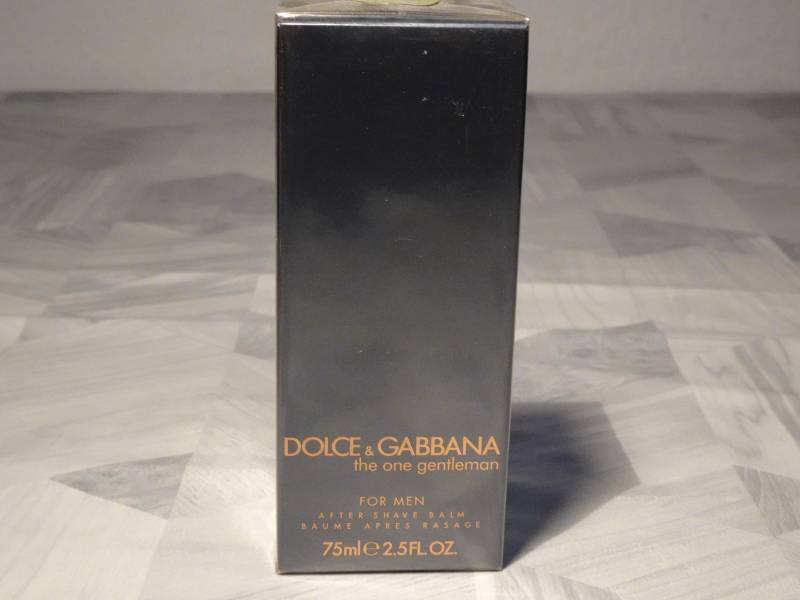 DOLCE & GABBANA
the one gentleman
FOR MEN
AFTER SHAVE BALM
BAUME APRES RASAGE
75ml ℮ 2.5FL.OZ.